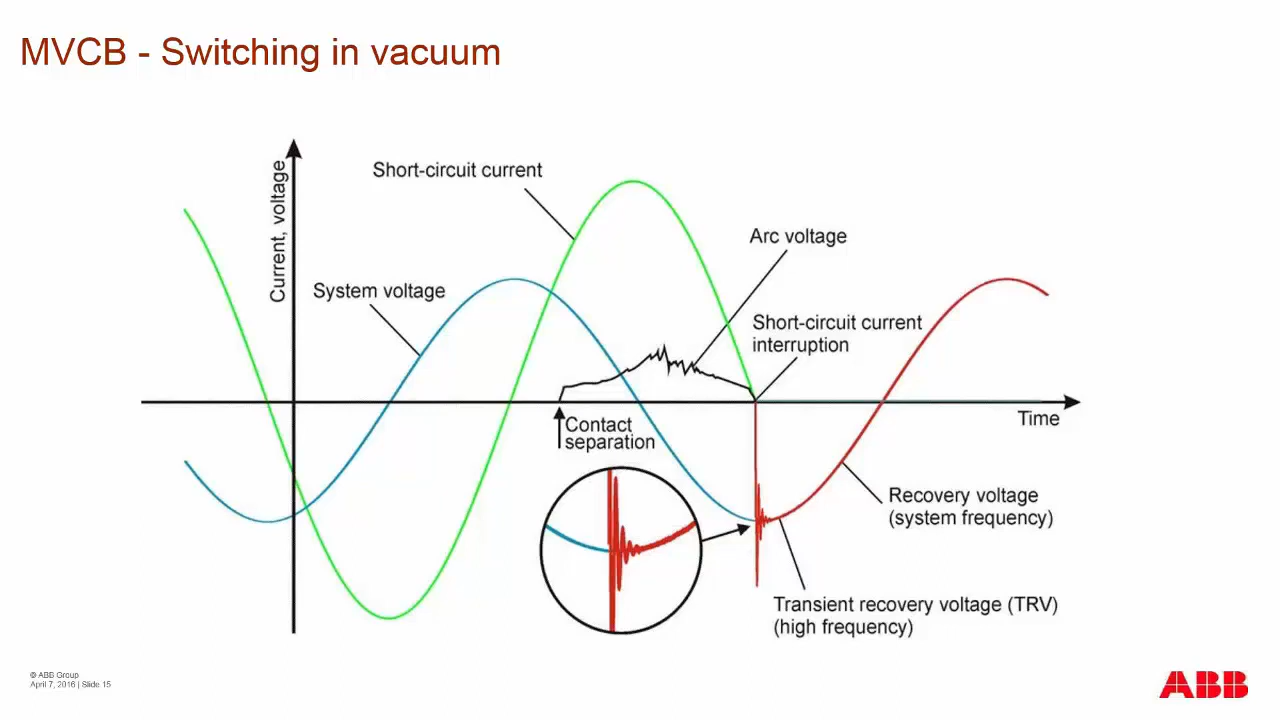 MVCB - Switching in vacuum
Short-circuit current
Current, voltage
System voltage
Arc voltage
Short-circuit current
interruption
Time
Contact
separation
Recovery voltage
(system frequency)
Transient recovery voltage (TRV)
(high frequency)
© ABB Group
April 7, 2016 | Slide 15
ABB